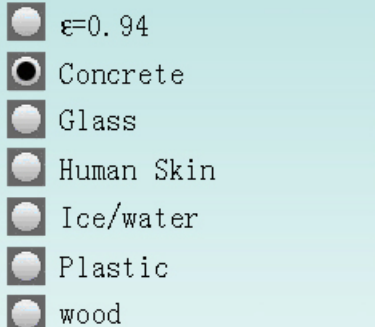 ε=0.94
Concrete
Glass
Human Skin
Ice/water
Plastic
wood